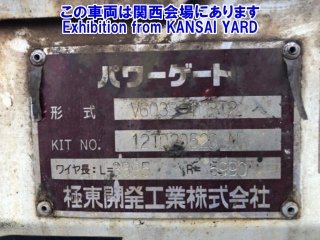 この車両は関西会場にあります
Exhibition from KANSAI YARD
パワーゲート
形式
KIT NO.
ワイヤ長:L= R=
極東開発工業株式会社